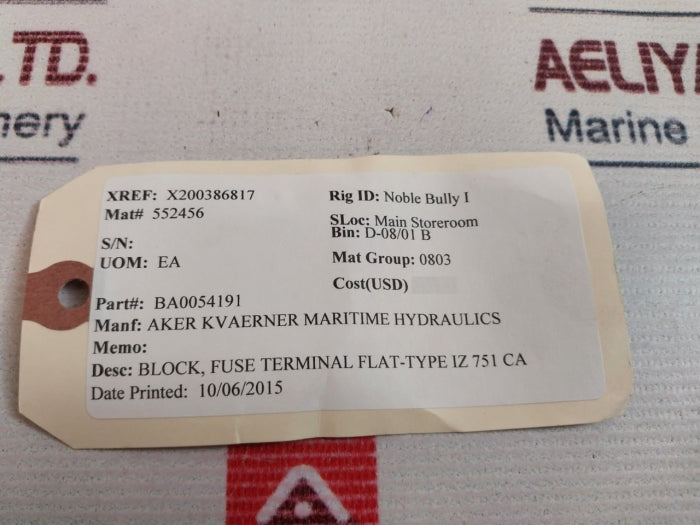 .TD.
AELIY
nery
Marine
XREF: X200386817
Rig ID: Noble Bully I
Mat# 552456
SLoc: Main Storeroom
S/N:
Bin: D-08/01 B
UOM: EA
Mat Group: 0803
Cost(USD)
Part#: BA0054191
Manf: AKER KVAERNER MARITIME HYDRAULICS
Memo:
Desc: BLOCK, FUSE TERMINAL FLAT-TYPE IZ 751 CA
Date Printed: 10/06/2015